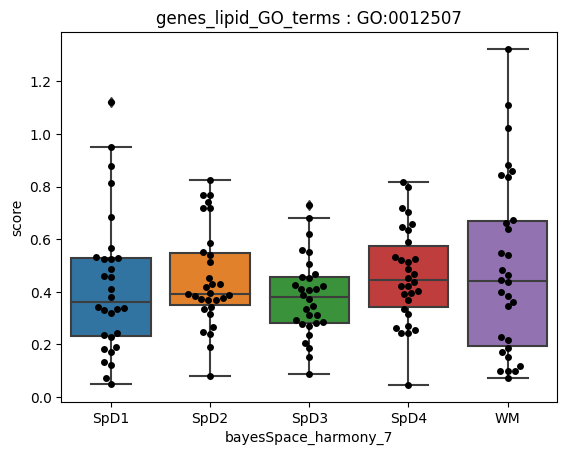 genes_lipid_GO_terms : GO:0012507
score
1.2
1.0
0.8
0.6
0.4
0.2
0.0
SpD1 SpD2 SpD3 SpD4 WM
bayesSpace_harmony_7